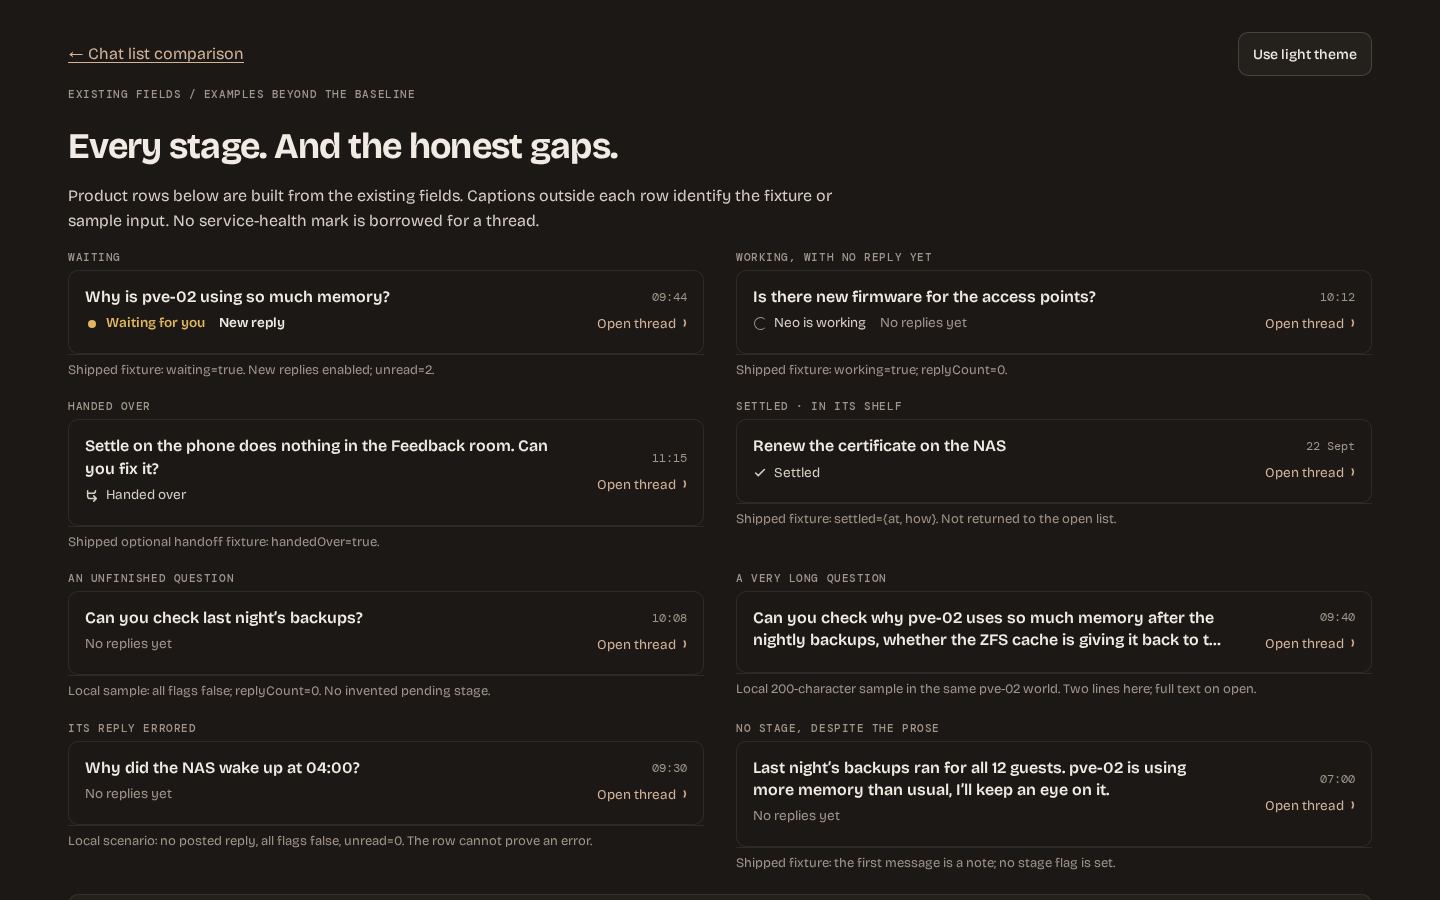 ← Chat list comparison
Use light theme
EXISTING FIELDS / EXAMPLES BEYOND THE BASELINE
Every stage. And the honest gaps.
Product rows below are built from the existing fields. Captions outside each row identify the fixture or
sample input. No service-health mark is borrowed for a thread.
WAITING
Why is pve-02 using so much memory?
09:44
Waiting for you New reply
Open thread ›
Shipped fixture: waiting=true. New replies enabled; unread=2.
WORKING, WITH NO REPLY YET
Is there new firmware for the access points?
10:12
Neo is working No replies yet
Open thread ›
Shipped fixture: working=true; replyCount=0.
HANDED OVER
Settle on the phone does nothing in the Feedback room. Can
you fix it?
11:15
Handed over
Open thread ›
Shipped optional handoff fixture: handedOver=true.
SETTLED · IN ITS SHELF
Renew the certificate on the NAS
22 Sept
Settled
Open thread ›
Shipped fixture: settled={at, how}. Not returned to the open list.
AN UNFINISHED QUESTION
Can you check last night’s backups?
10:08
No replies yet
Open thread ›
Local sample: all flags false; replyCount=0. No invented pending stage.
A VERY LONG QUESTION
Can you check why pve-02 uses so much memory after the
nightly backups, whether the ZFS cache is giving it back to t…
09:40
Open thread ›
Local 200-character sample in the same pve-02 world. Two lines here; full text on open.
ITS REPLY ERRORED
Why did the NAS wake up at 04:00?
09:30
No replies yet
Open thread ›
Local scenario: no posted reply, all flags false, unread=0. The row cannot prove an error.
NO STAGE, DESPITE THE PROSE
Last night’s backups ran for all 12 guests. pve-02 is using
more memory than usual, I’ll keep an eye on it.
07:00
No replies yet
Open thread ›
Shipped fixture: the first message is a note; no stage flag is set.